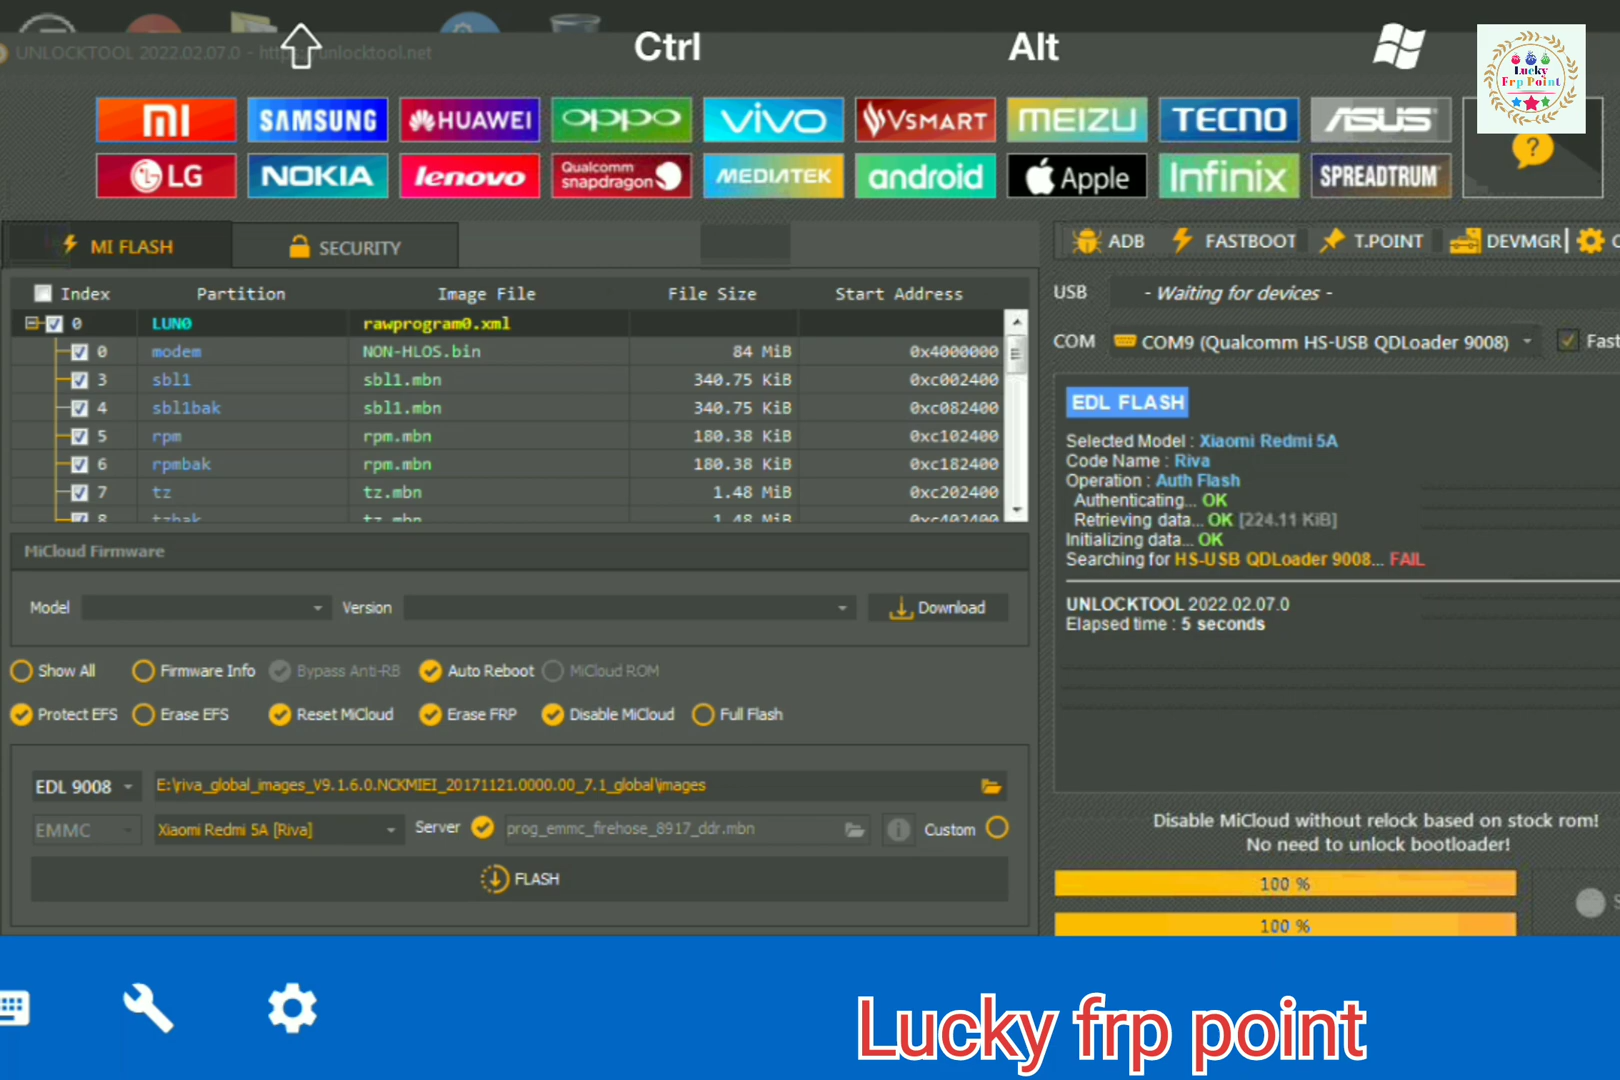 Ctrl
Alt
UNLOCKTOOL 2022.02.07.0 - http unlocktool.net
Lucky
Frp Point
MI
SAMSUNG
HUAWEI
OPPO
vivo
VSMART
MEIZU
TECNO
ASUS
LG
NOKIA
lenovo
Qualcomm
snapdragon
MEDIATEK
android
Apple
Infinix
SPREADTRUM
?
MI FLASH
SECURITY
ADB
FASTBOOT
T.POINT
DEVMGR
Index Partition Image File File Size Start Address
0 LUN0 rawprogram0.xml
0 modem NON-HLOS.bin 84 MiB 0x4000000
3 sbl1 sbl1.mbn 340.75 KiB 0xc002400
4 sbl1bak sbl1.mbn 340.75 KiB 0xc082400
5 rpm rpm.mbn 180.38 KiB 0xc102400
6 rpmbak rpm.mbn 180.38 KiB 0xc182400
7 tz tz.mbn 1.48 MiB 0xc202400
8 tzbak tz.mbn 1.48 MiB 0xc402400
USB - Waiting for devices -
COM COM9 (Qualcomm HS-USB QDLoader 9008) Fast
EDL FLASH
Selected Model : Xiaomi Redmi 5A
Code Name : Riva
Operation : Auth Flash
Authenticating... OK
Retrieving data... OK [224.11 KiB]
Initializing data... OK
Searching for HS-USB QDLoader 9008... FAIL
UNLOCKTOOL 2022.02.07.0
Elapsed time : 5 seconds
MiCloud Firmware
Model Version Download
Show All Firmware Info Bypass Anti-RB Auto Reboot MiCloud ROM
Protect EFS Erase EFS Reset MiCloud Erase FRP Disable MiCloud Full Flash
EDL 9008 E:\riva_global_images_V9.1.6.0.NCKMIEI_20171121.0000.00_7.1_global\images
EMMC Xiaomi Redmi 5A [Riva] Server prog_emmc_firehose_8917_ddr.mbn Custom
FLASH
Disable MiCloud without relock based on stock rom!
No need to unlock bootloader!
100 %
100 %
Lucky frp point